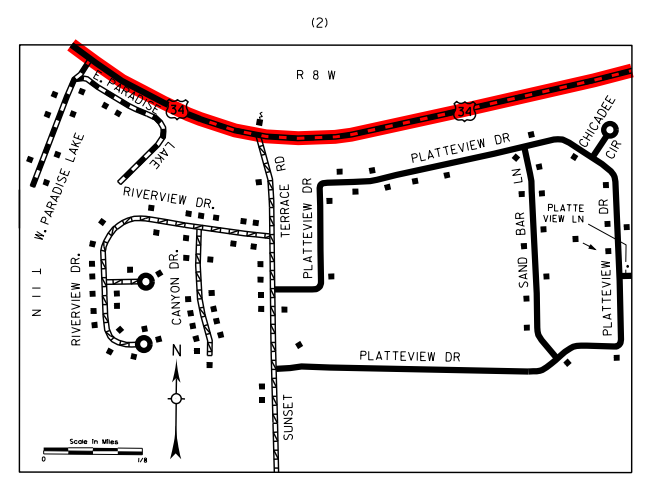 (2)
R 8 W
E. PARADISE
LAKE
34
34
W. PARADISE LAKE
RIVERVIEW DR.
TERRACE RD
PLATTEVIEW DR
PLATTEVIEW DR
CHICADEE
CIR
SAND BAR LN
PLATTE
VIEW LN
PLATTEVIEW DR
T 11 N
RIVERVIEW DR.
CANYON DR.
N
PLATTEVIEW DR
SUNSET
Scale in Miles
0
1/8